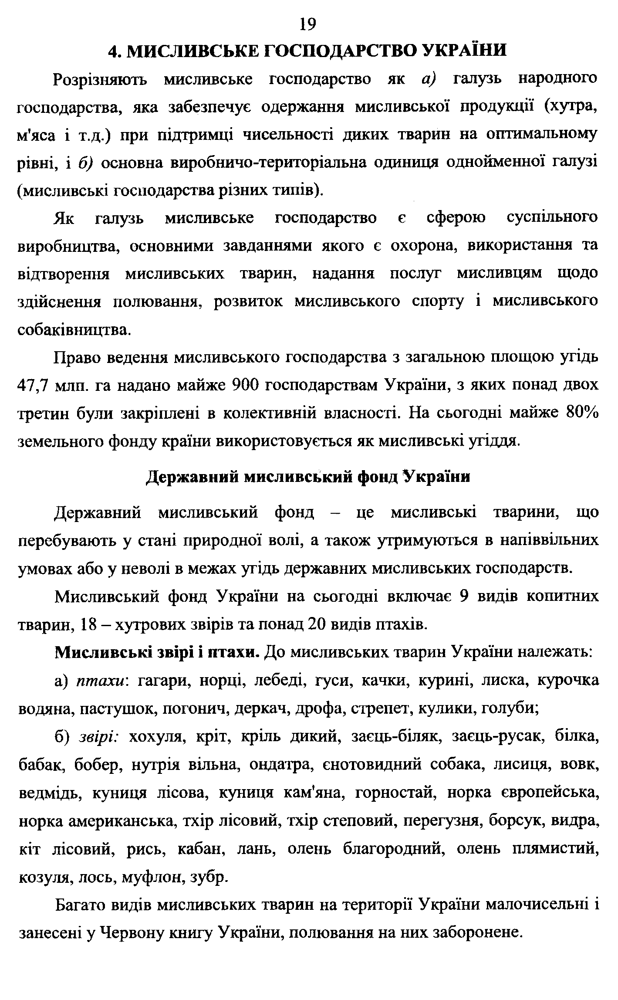 19
4. МИСЛИВСЬКЕ ГОСПОДАРСТВО УКРАЇНИ
Розрізняють мисливське господарство як а) галузь народного
господарства, яка забезпечує одержання мисливської продукції (хутра,
м'яса і т.д.) при підтримці чисельності диких тварин на оптимальному
рівні, і б) основна виробничо-територіальна одиниця однойменної галузі
(мисливські господарства різних типів).
Як галузь мисливське господарство є сферою суспільного
виробництва, основними завданнями якого є охорона, використання та
відтворення мисливських тварин, надання послуг мисливцям щодо
здійснення полювання, розвиток мисливського спорту і мисливського
собаківництва.
Право ведення мисливського господарства з загальною площою угідь
47,7 млп. га надано майже 900 господарствам України, з яких понад двох
третин були закріплені в колективній власності. На сьогодні майже 80%
земельного фонду країни використовується як мисливські угіддя.
Державний мисливський фонд України
Державний мисливський фонд – це мисливські тварини, що
перебувають у стані природної волі, а також утримуються в напіввільних
умовах або у неволі в межах угідь державних мисливських господарств.
Мисливський фонд України на сьогодні включає 9 видів копитних
тварин, 18 – хутрових звірів та понад 20 видів птахів.
Мисливські звірі і птахи. До мисливських тварин України належать:
а) птахи: гагари, норці, лебеді, гуси, качки, курині, лиска, курочка
водяна, пастушок, погонич, деркач, дрофа, стрепет, кулики, голуби;
б) звірі: хохуля, кріт, кріль дикий, заєць-біляк, заєць-русак, білка,
бабак, бобер, нутрія вільна, ондатра, єнотовидний собака, лисиця, вовк,
ведмідь, куниця лісова, куниця кам'яна, горностай, норка європейська,
норка американська, тхір лісовий, тхір степовий, перегузня, борсук, видра,
кіт лісовий, рись, кабан, лань, олень благородний, олень плямистий,
козуля, лось, муфлон, зубр.
Багато видів мисливських тварин на території України малочисельні і
занесені у Червону книгу України, полювання на них заборонене.